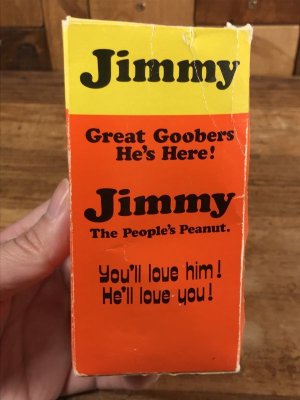 Jimmy
Great Goobers
He's Here!
Jimmy
The People's Peanut.
You'll love him!
He'll love you!